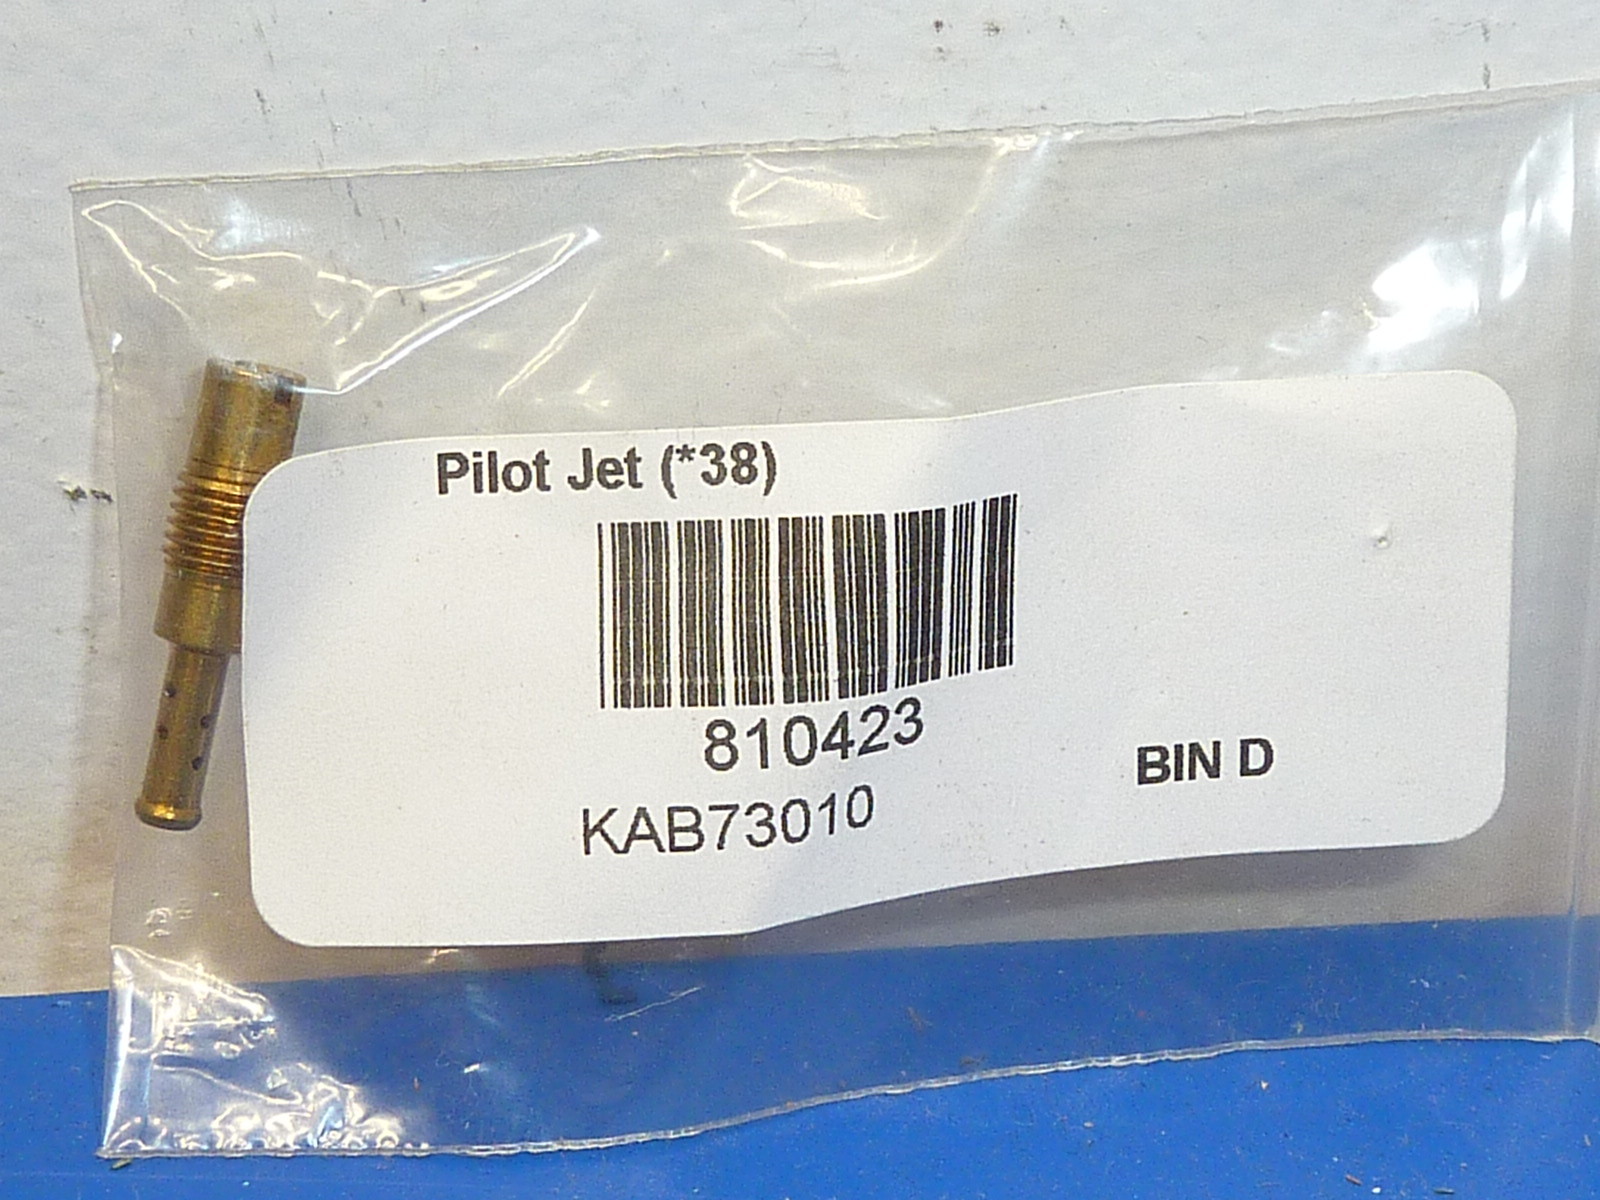 Pilot Jet (*38)
810423
KAB73010
BIN D